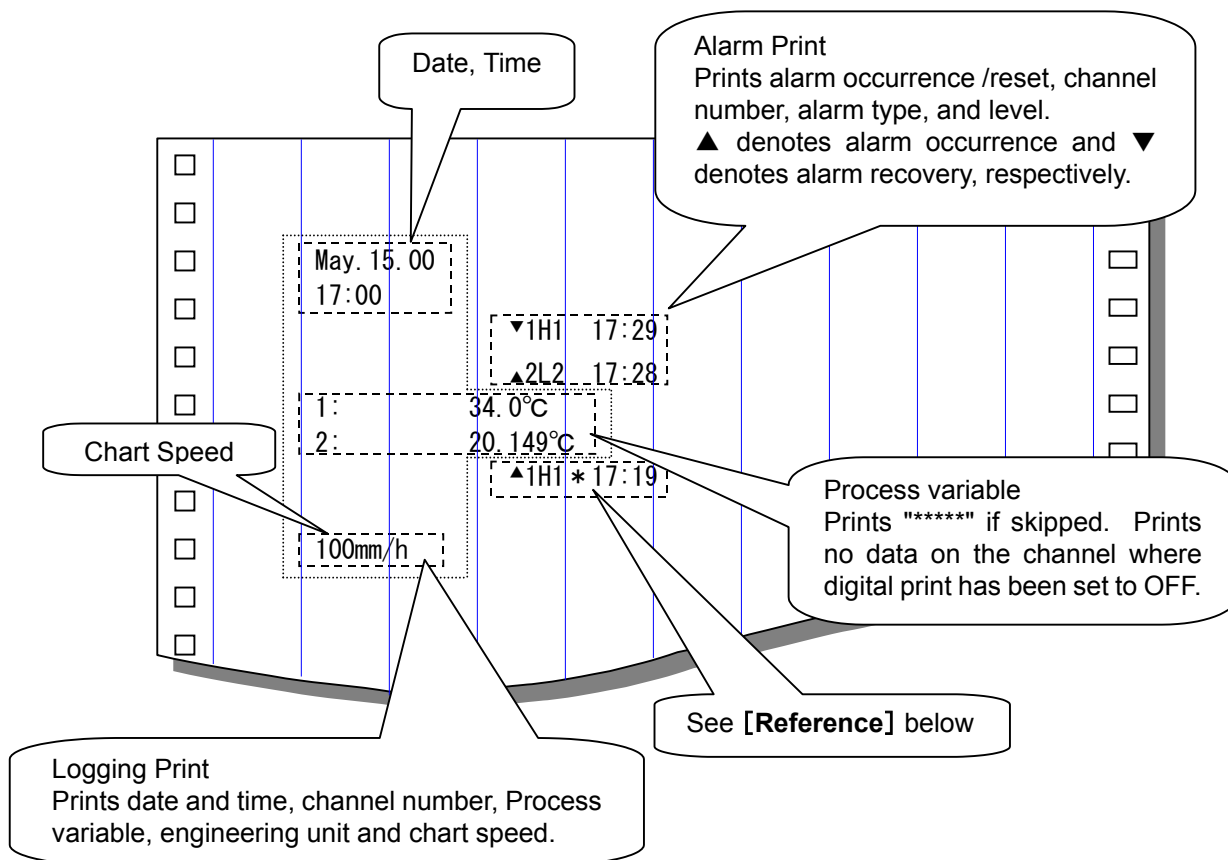 Date, Time
Alarm Print
Prints alarm occurrence /reset, channel
number, alarm type, and level.
▲ denotes alarm occurrence and ▼
denotes alarm recovery, respectively.
May. 15. 00
17:00
▼1H1 17:29
▲2L2 17:28
1: 34. 0℃
2: 20. 149℃
▲1H1 * 17:19
Chart Speed
100mm/h
Process variable
Prints "*****" if skipped. Prints
no data on the channel where
digital print has been set to OFF.
See [Reference] below
Logging Print
Prints date and time, channel number, Process
variable, engineering unit and chart speed.